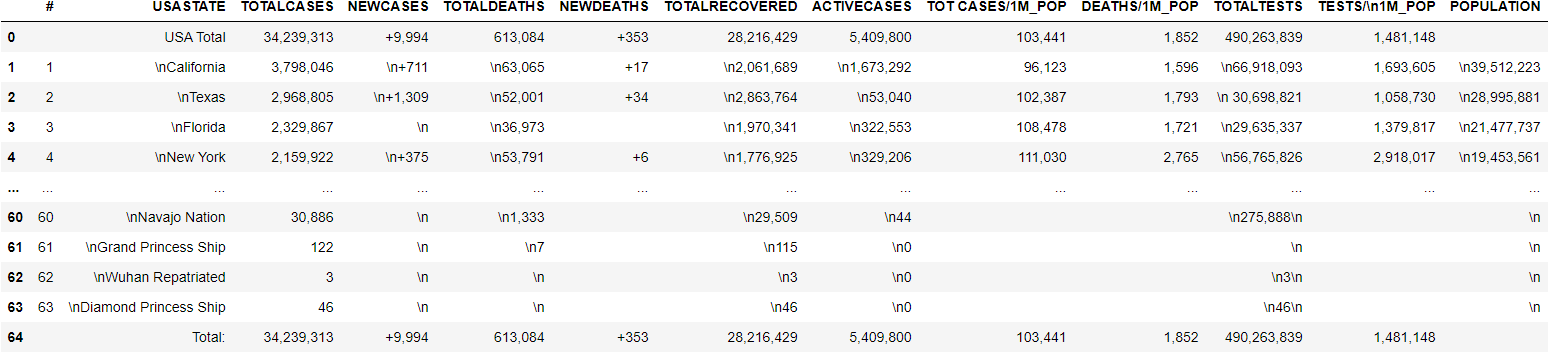 # USASTATE TOTALCASES NEWCASES TOTALDEATHS NEWDEATHS TOTALRECOVERED ACTIVECASES TOT CASES/1M_POP DEATHS/1M_POP TOTALTESTS TESTS/\n1M_POP POPULATION
0 USA Total 34,239,313 +9,994 613,084 +353 28,216,429 5,409,800 103,441 1,852 490,263,839 1,481,148
1 1 \nCalifornia 3,798,046 \n+711 \n63,065 +17 \n2,061,689 \n1,673,292 96,123 1,596 \n66,918,093 1,693,605 \n39,512,223
2 2 \nTexas 2,968,805 \n+1,309 \n52,001 +34 \n2,863,764 \n53,040 102,387 1,793 \n 30,698,821 1,058,730 \n28,995,881
3 3 \nFlorida 2,329,867 \n \n36,973 \n1,970,341 \n322,553 108,478 1,721 \n29,635,337 1,379,817 \n21,477,737
4 4 \nNew York 2,159,922 \n+375 \n53,791 +6 \n1,776,925 \n329,206 111,030 2,765 \n56,765,826 2,918,017 \n19,453,561
... ... ... ... ... ... ... ... ... ... ... ... ... ...
60 60 \nNavajo Nation 30,886 \n \n1,333 \n29,509 \n44 \n275,888\n \n
61 61 \nGrand Princess Ship 122 \n \n7 \n115 \n0 \n \n
62 62 \nWuhan Repatriated 3 \n \n \n3 \n0 \n3\n \n
63 63 \nDiamond Princess Ship 46 \n \n \n46 \n0 \n46\n \n
64 Total: 34,239,313 +9,994 613,084 +353 28,216,429 5,409,800 103,441 1,852 490,263,839 1,481,148